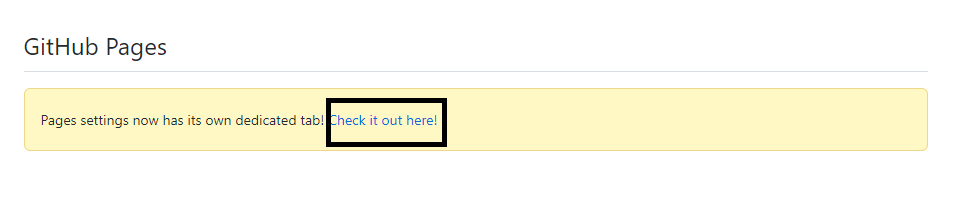 GitHub Pages
Pages settings now has its own dedicated tab! Check it out here!